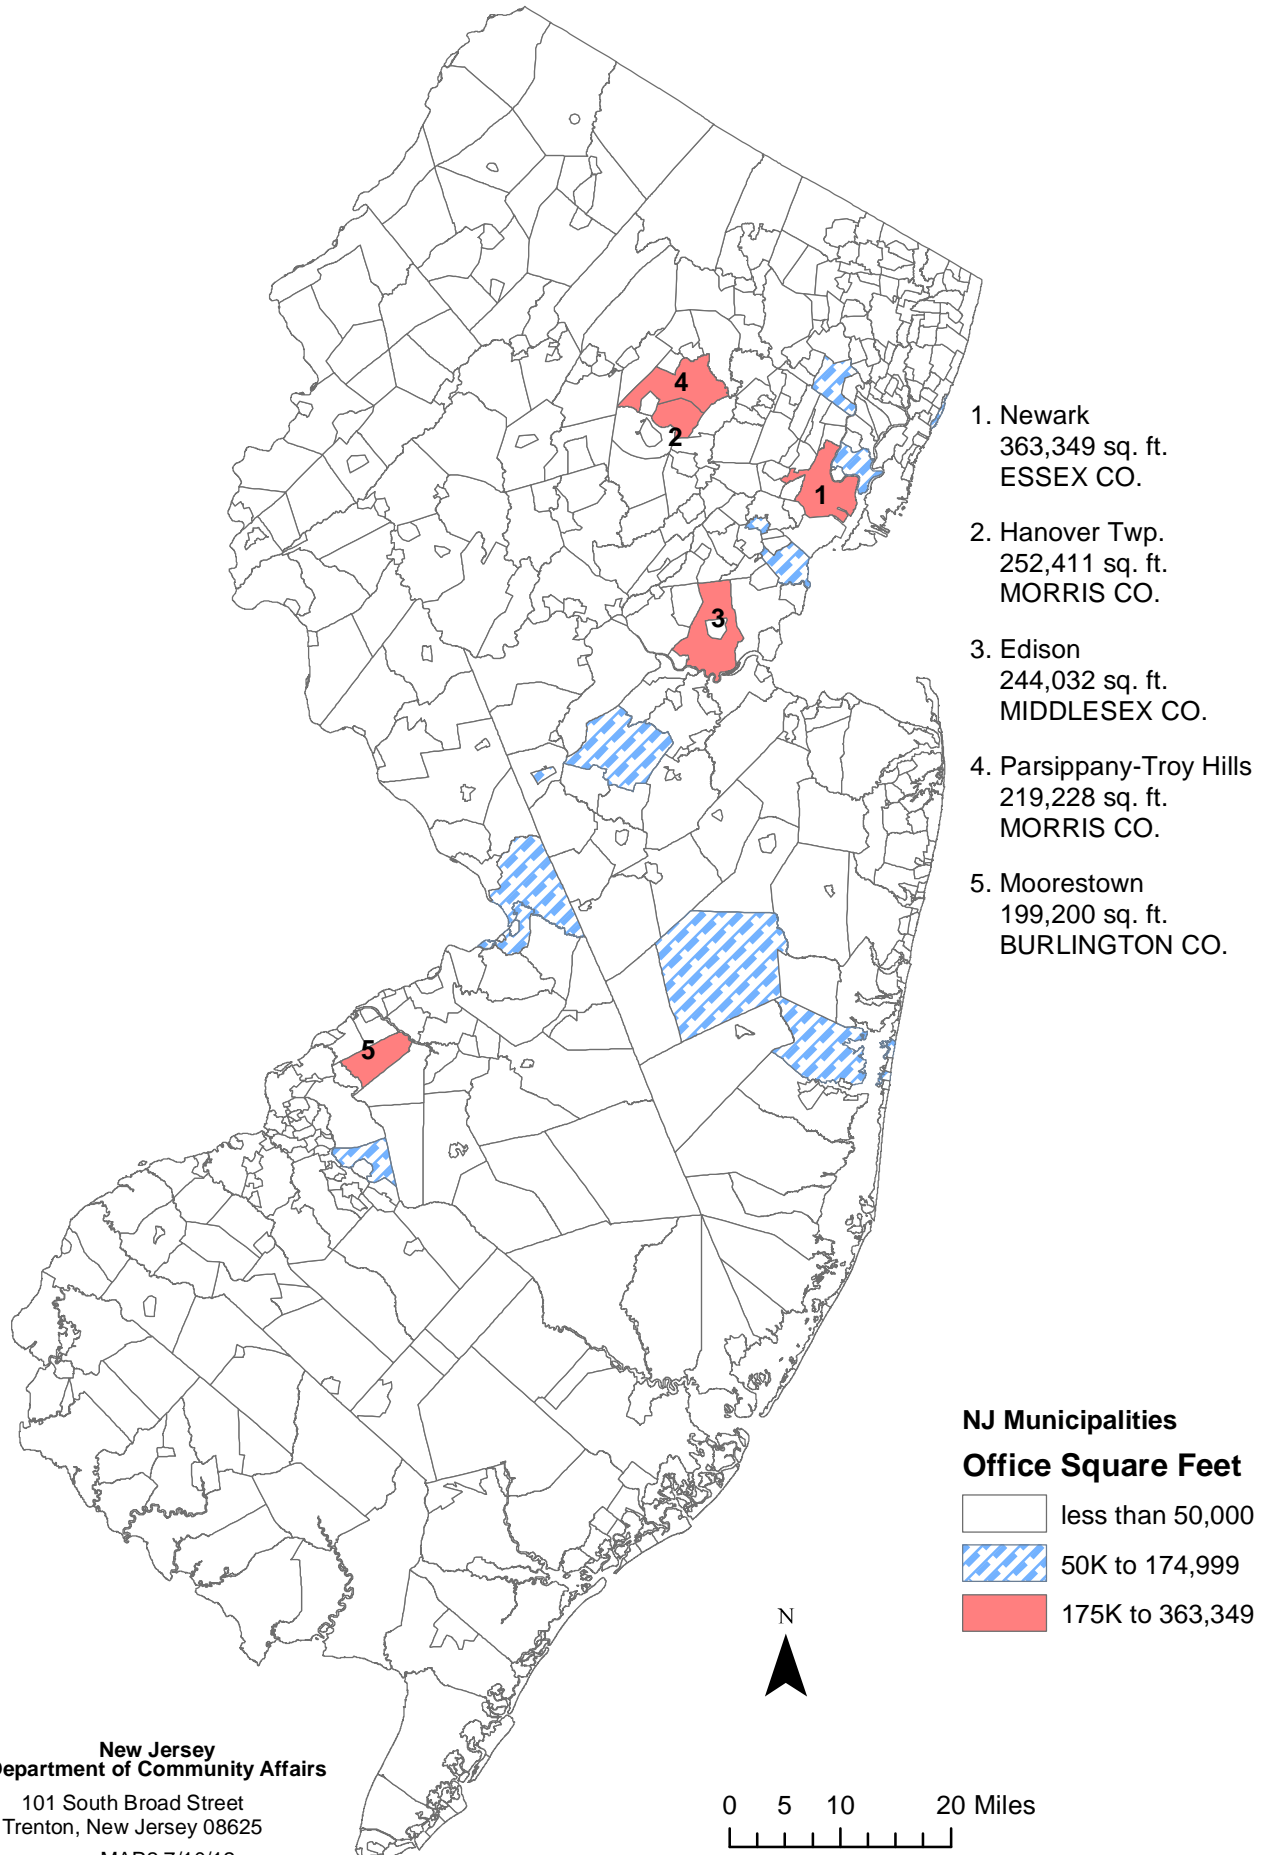 4
2
1
3
5
1. Newark
363,349 sq. ft.
ESSEX CO.
2. Hanover Twp.
252,411 sq. ft.
MORRIS CO.
3. Edison
244,032 sq. ft.
MIDDLESEX CO.
4. Parsippany-Troy Hills
219,228 sq. ft.
MORRIS CO.
5. Moorestown
199,200 sq. ft.
BURLINGTON CO.
NJ Municipalities
Office Square Feet
less than 50,000
50K to 174,999
175K to 363,349
N
New Jersey
Department of Community Affairs
101 South Broad Street
Trenton, New Jersey 08625
0 5 10 20 Miles